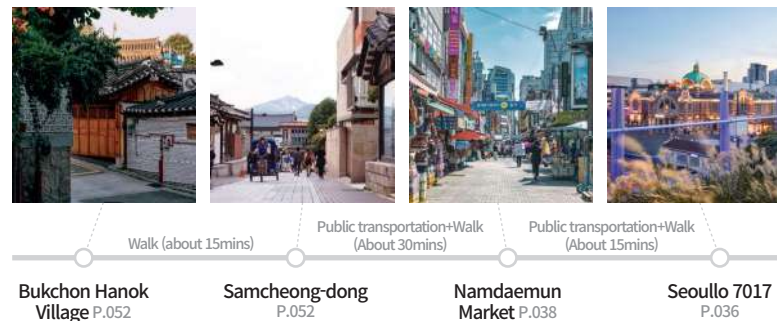 Walk (about 15mins)
Public transportation+Walk
(About 30mins)
Public transportation+Walk
(About 15mins)
Bukchon Hanok
Village P.052
Samcheong-dong
P.052
Namdaemun
Market P.038
Seoullo 7017
P.036